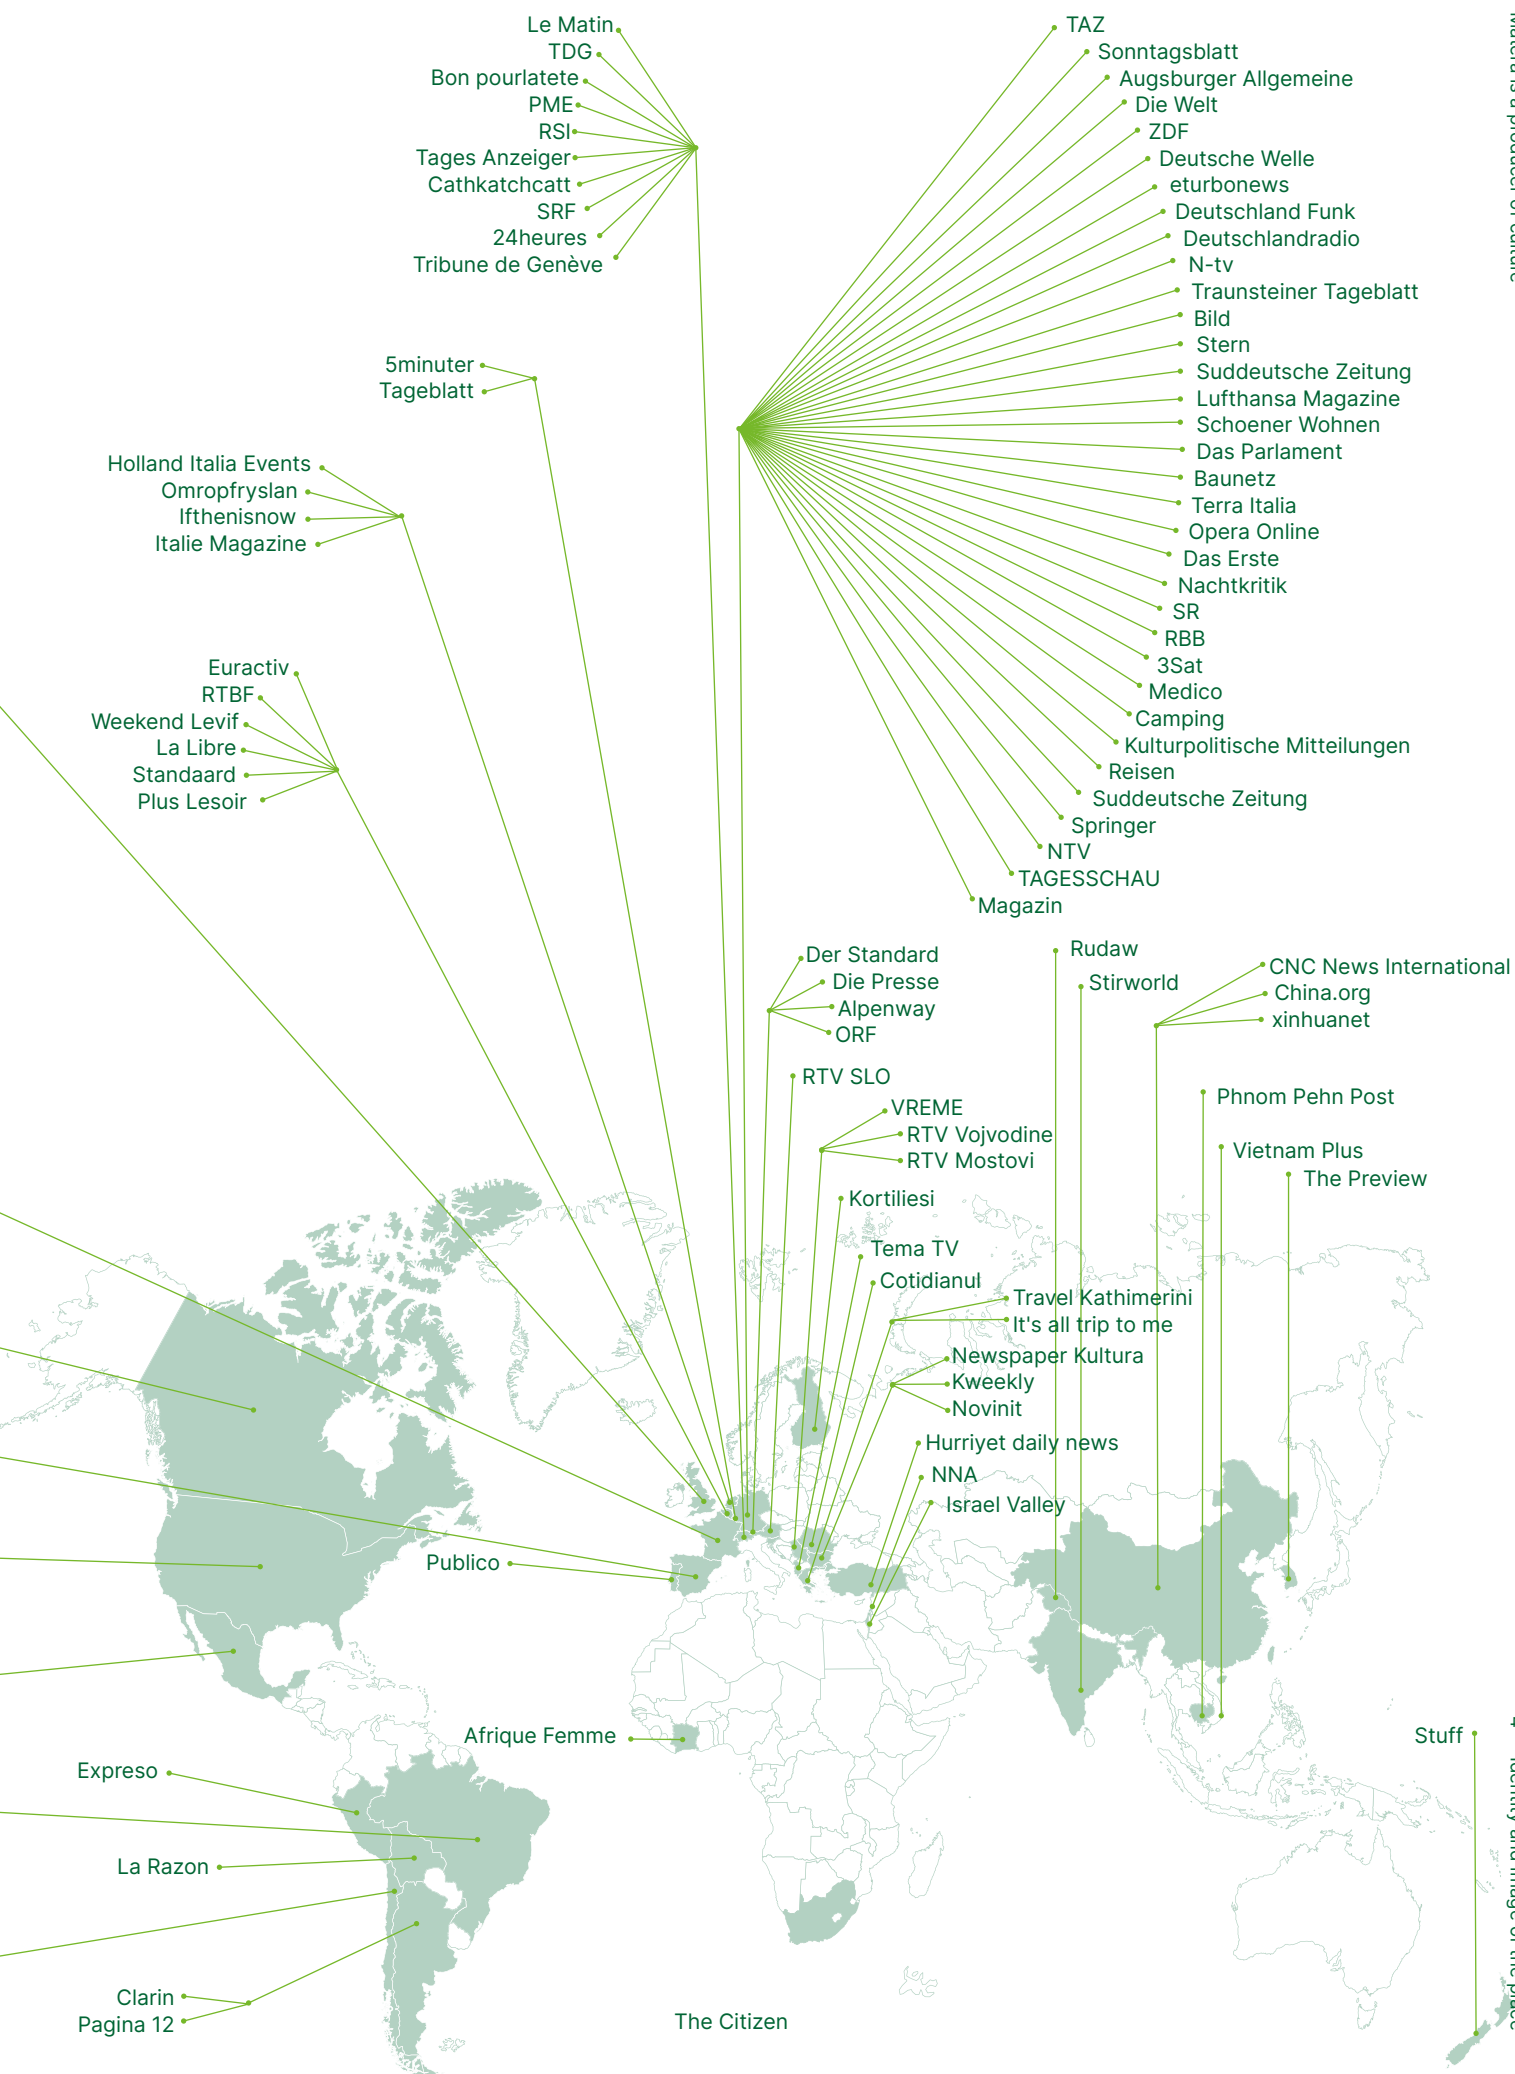 Le Matin
TDG
Bon pourlatete
PME
RSI
Tages Anzeiger
Cathkatchcatt
SRF
24heures
Tribune de Genève
TAZ
Sonntagsblatt
Augsburger Allgemeine
Die Welt
ZDF
Deutsche Welle
eturbonews
Deutschland Funk
Deutschlandradio
N-tv
Traunsteiner Tageblatt
Bild
Stern
Suddeutsche Zeitung
Lufthansa Magazine
Schoener Wohnen
Das Parlament
Baunetz
Terra Italia
Opera Online
Das Erste
Nachtkritik
SR
RBB
3Sat
Medico
Camping
Kulturpolitische Mitteilungen
Reisen
Suddeutsche Zeitung
Springer
NTV
TAGESSCHAU
Magazin
5minuter
Tageblatt
Holland Italia Events
Omropfryslan
Ifthenisnow
Italie Magazine
Euractiv
RTBF
Weekend Levif
La Libre
Standaard
Plus Lesoir
Der Standard
Die Presse
Alpenway
ORF
RTV SLO
VREME
RTV Vojvodine
RTV Mostovi
Kortiliesi
Tema TV
Cotidianul
Travel Kathimerini
It's all trip to me
Newspaper Kultura
Kweekly
Novinit
Hurriyet daily news
NNA
Israel Valley
Rudaw
Stirworld
CNC News International
China.org
xinhuanet
Phnom Pehn Post
Vietnam Plus
The Preview
Publico
Afrique Femme
Expreso
La Razon
Clarin
Pagina 12
The Citizen
Stuff